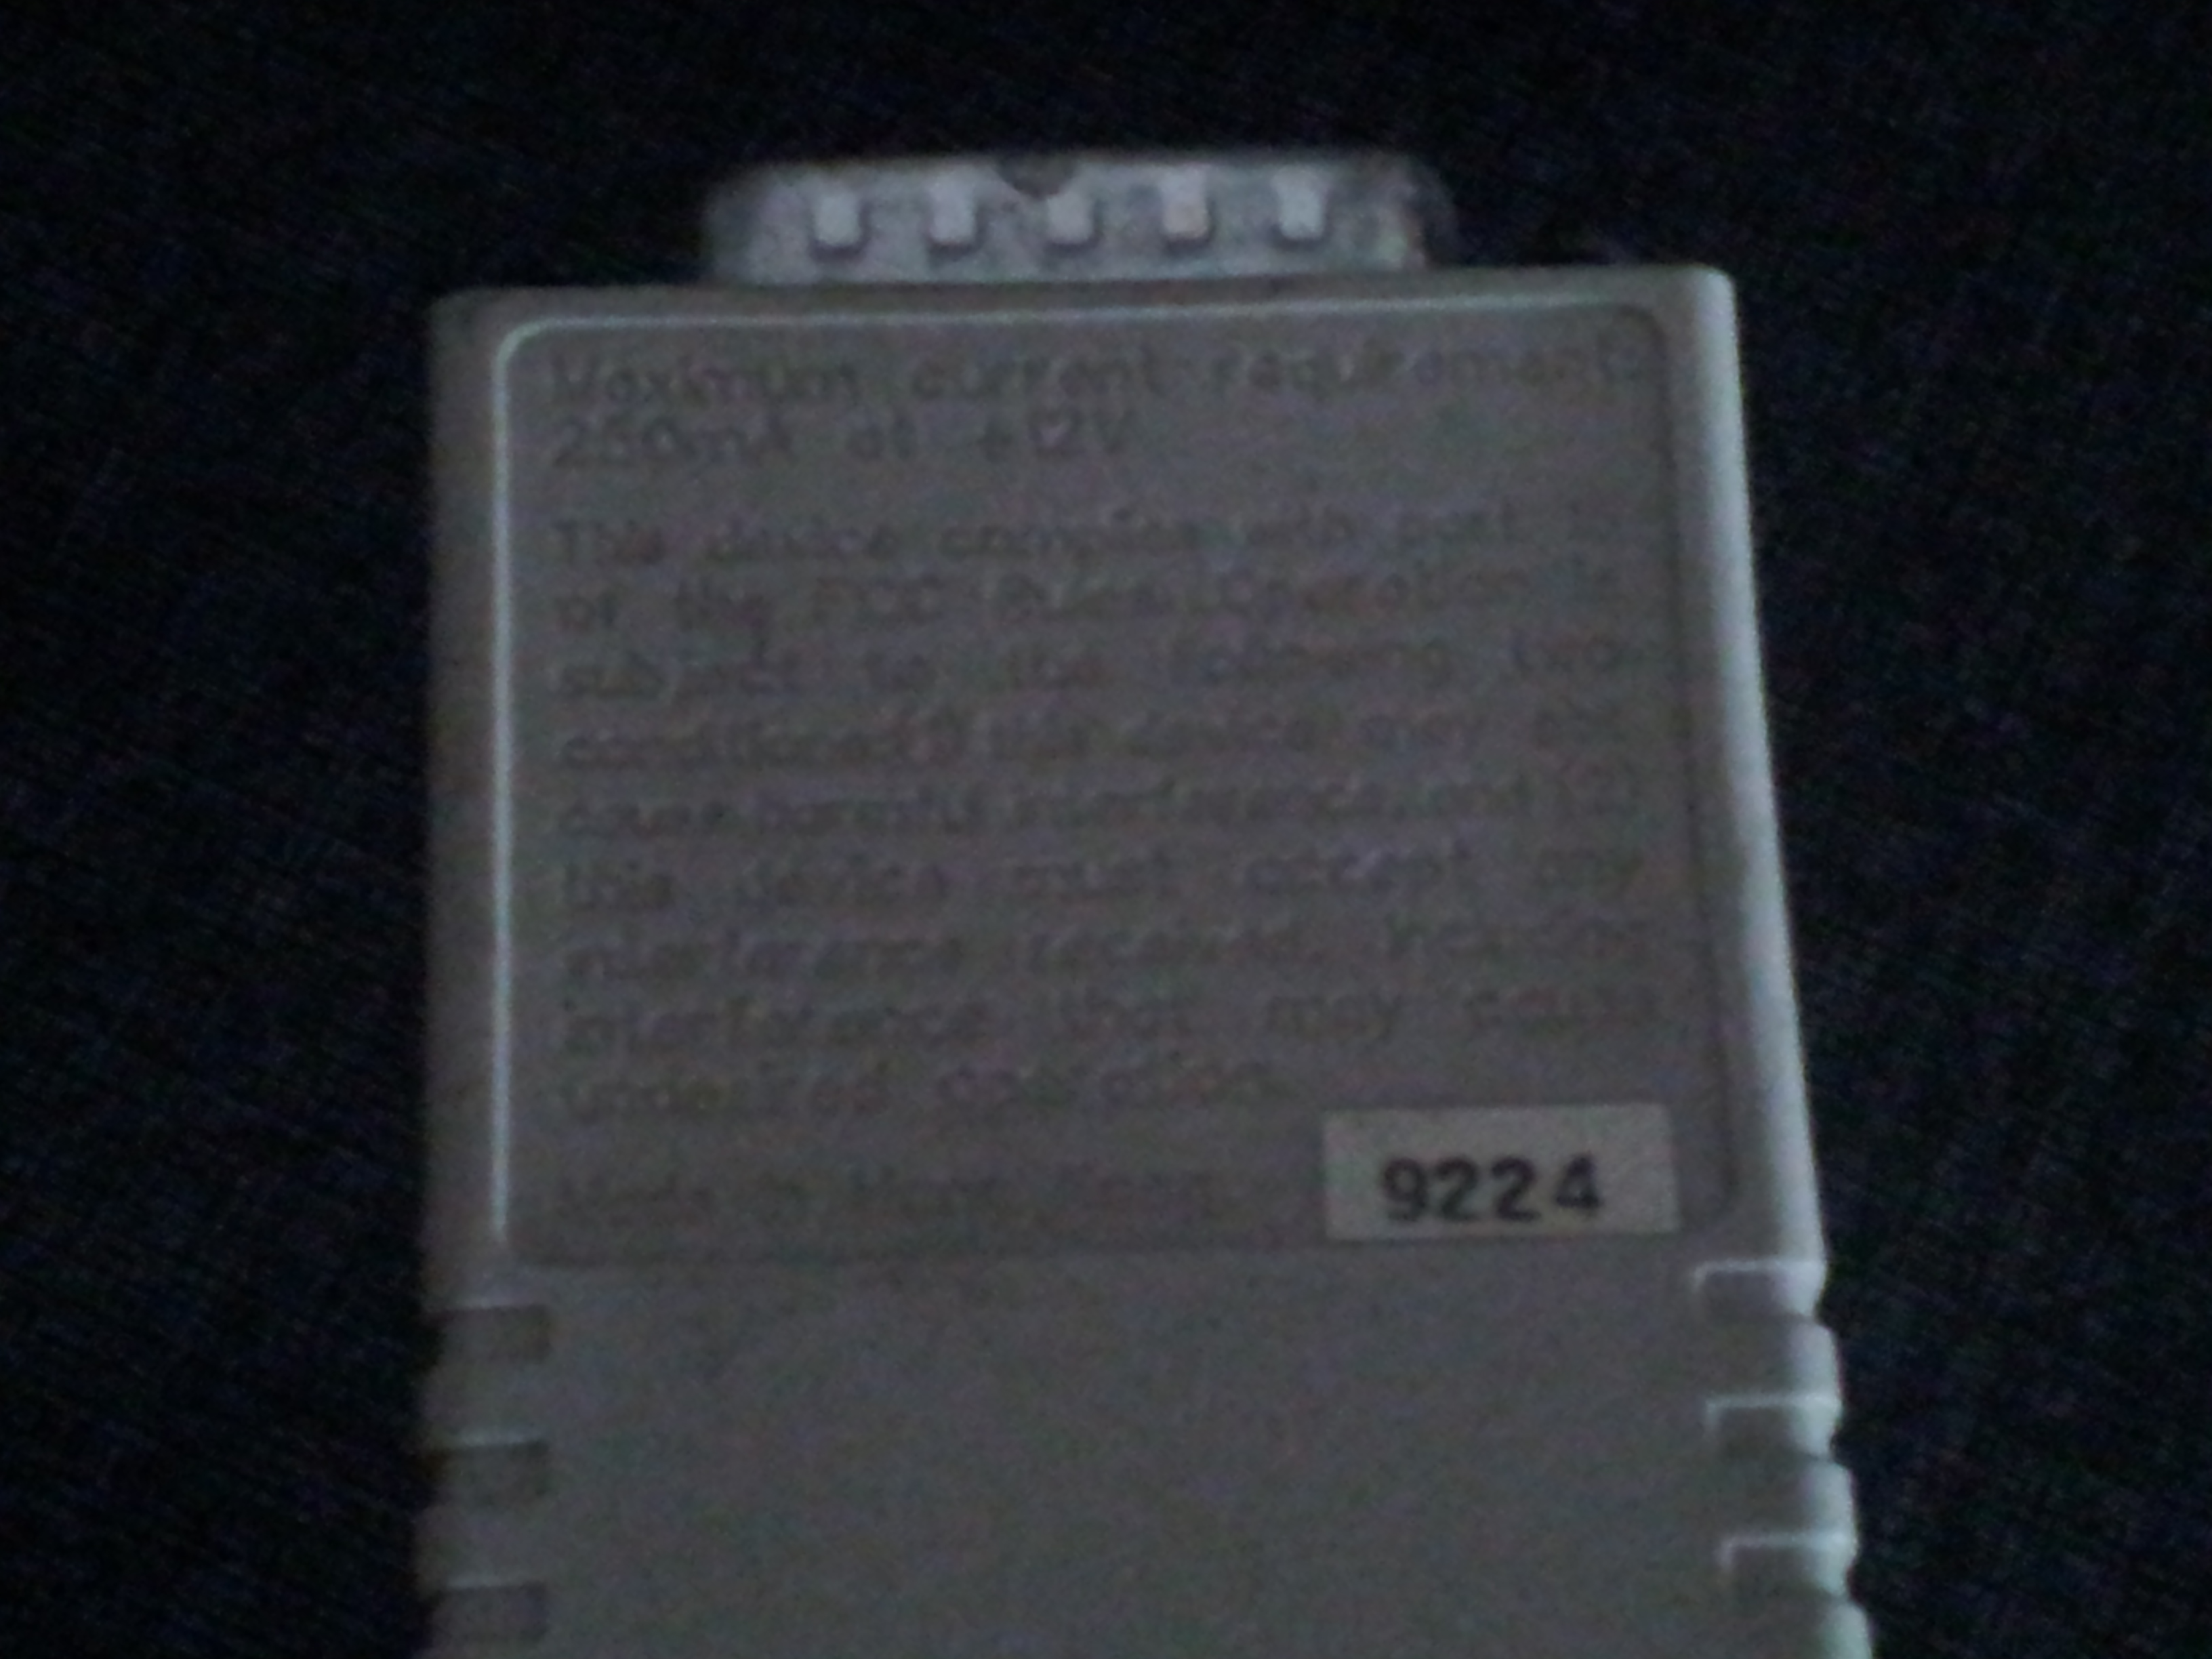 Maximum current requirement
250mA at +12V
This device complies with part
of the FCC Rules Operation is
subject to the following two
conditions:(1) this device may not
cause harmful interference,and (2)
this device must accept any
interference received, including
interference that may cause
undesired operation.
Made in Hong Kong
9224